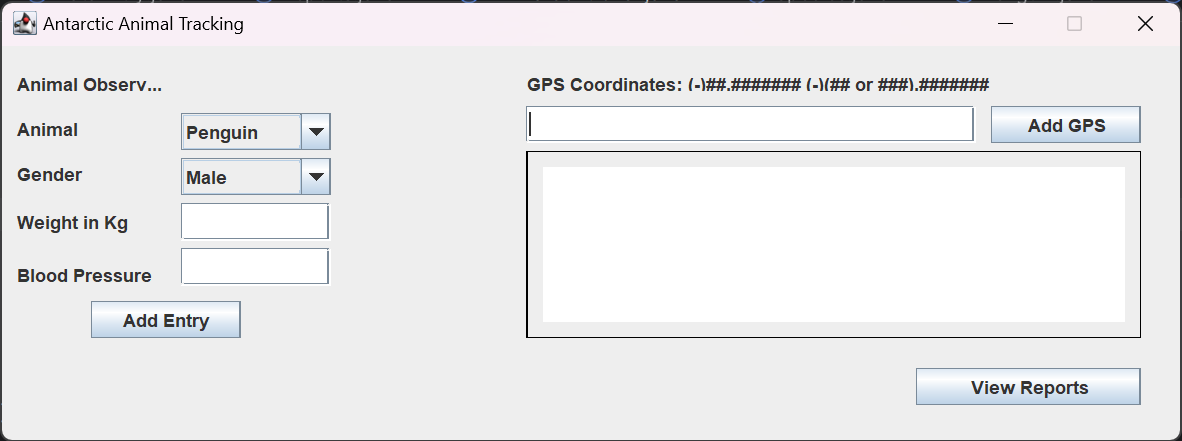 Antarctic Animal Tracking
Animal Observ...
Animal
Penguin
Gender
Male
Weight in Kg
Blood Pressure
Add Entry
GPS Coordinates: (-)##.####### (-)(## or ###).#######
Add GPS
View Reports